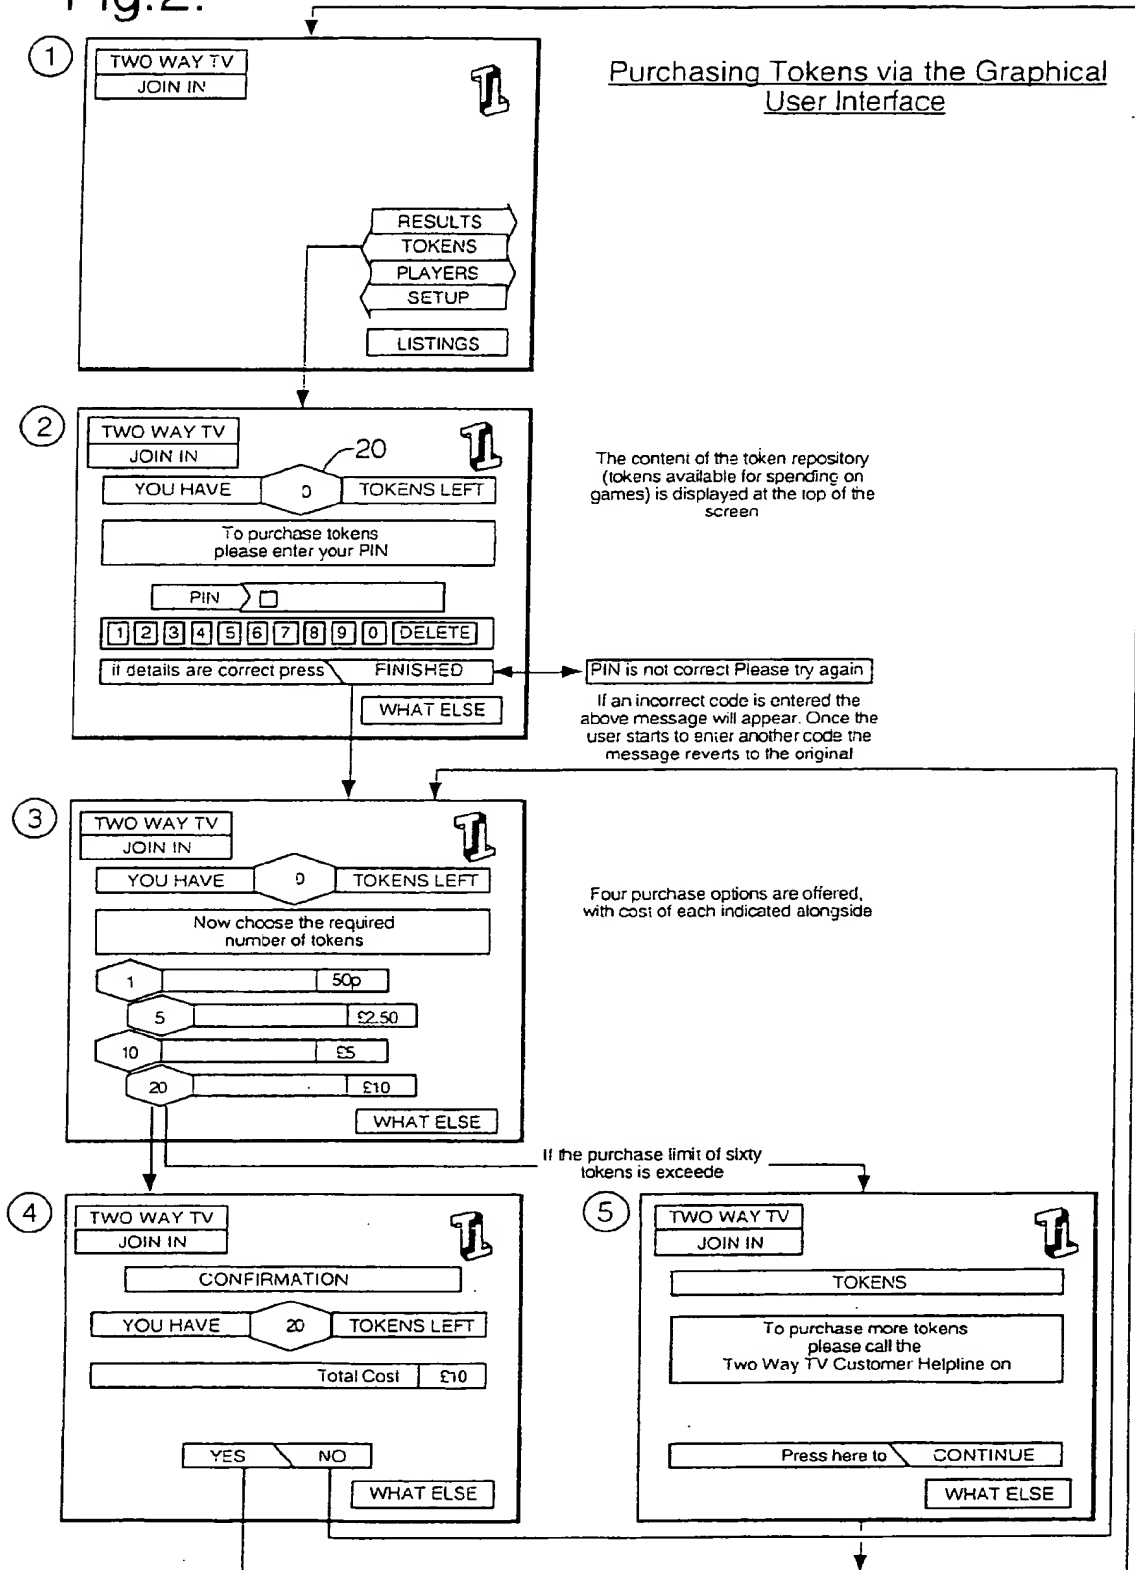 Fig.2.
Purchasing Tokens via the Graphical
User Interface
1
TWO WAY TV
JOIN IN
RESULTS
TOKENS
PLAYERS
SETUP
LISTINGS
2
TWO WAY TV
JOIN IN
20
YOU HAVE 0 TOKENS LEFT
To purchase tokens
please enter your PIN
PIN
1 2 3 4 5 6 7 8 9 0 DELETE
if details are correct press FINISHED
WHAT ELSE
The content of the token repository
(tokens available for spending on
games) is displayed at the top of the
screen
PIN is not correct Please try again
If an incorrect code is entered the
above message will appear. Once the
user starts to enter another code the
message reverts to the original
3
TWO WAY TV
JOIN IN
YOU HAVE 0 TOKENS LEFT
Now choose the required
number of tokens
1 50p
5 £2.50
10 £5
20 £10
WHAT ELSE
Four purchase options are offered,
with cost of each indicated alongside
If the purchase limit of sixty
tokens is exceede
4
TWO WAY TV
JOIN IN
CONFIRMATION
YOU HAVE 20 TOKENS LEFT
Total Cost £10
YES NO
WHAT ELSE
5
TWO WAY TV
JOIN IN
TOKENS
To purchase more tokens
please call the
Two Way TV Customer Helpline on
Press here to CONTINUE
WHAT ELSE